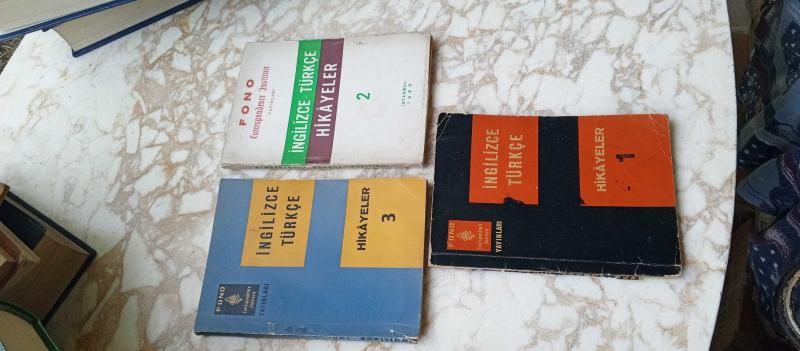 FONO
Correspondence Institute
YAYINLARI
İNGİLİZCE TÜRKÇE
HİKÂYELER
2
İSTANBUL
FONO
YAYINLARI
İNGİLİZCE
TÜRKÇE
HİKÂYELER
3
FONO
YAYINLARI
İNGİLİZCE
TÜRKÇE
HİKÂYELER
1